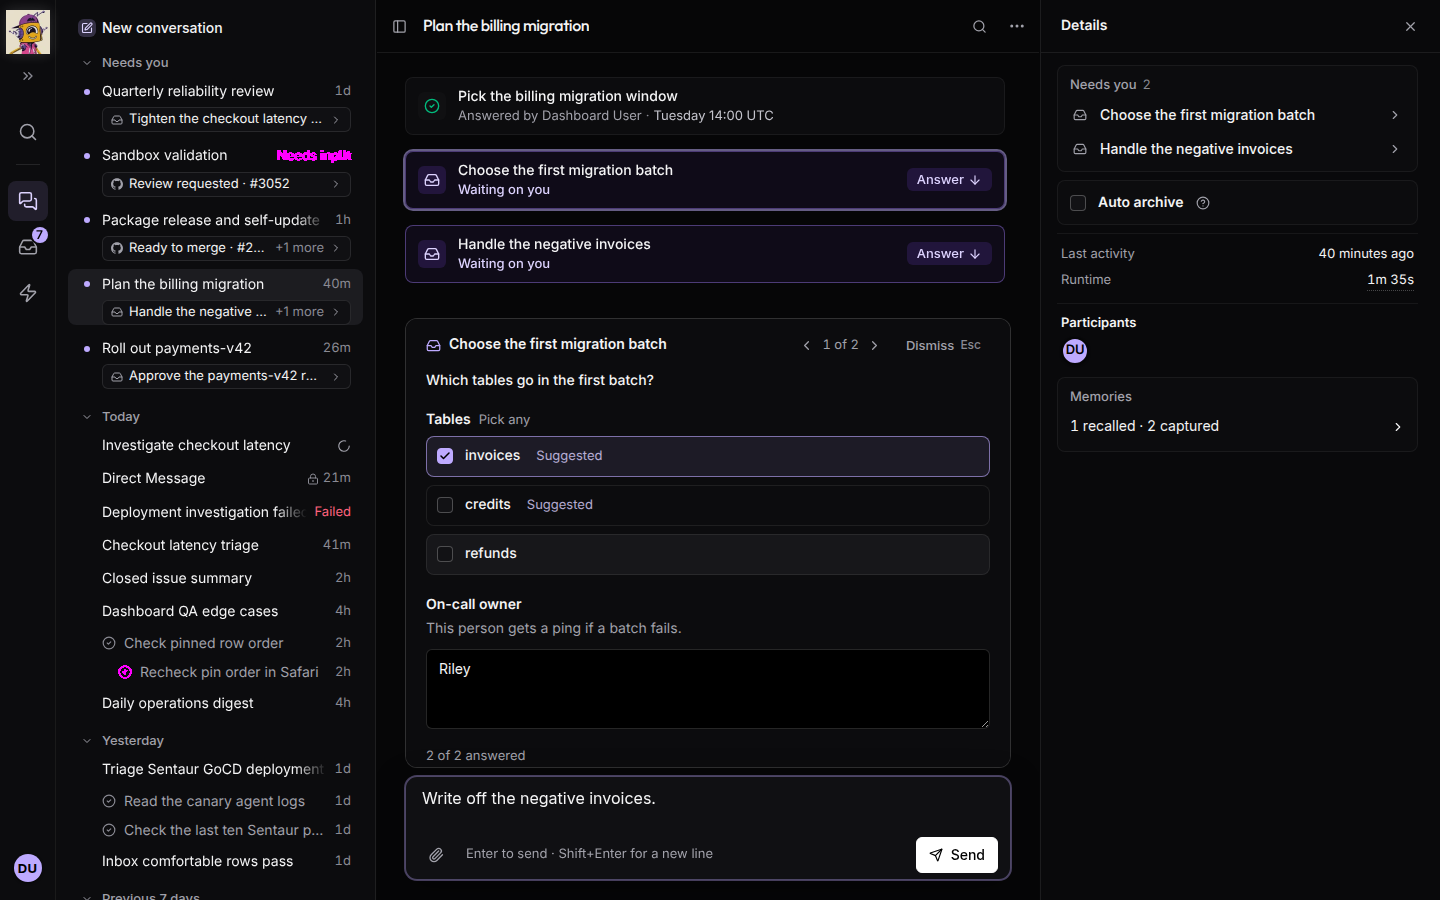 New conversation
Needs you
Quarterly reliability review 1d
Tighten the checkout latency ...
Sandbox validation
Review requested · #3052
Package release and self-update 1h
Ready to merge · #2... +1 more
7
Plan the billing migration 40m
Handle the negative ... +1 more
Roll out payments-v42 26m
Approve the payments-v42 r...
Today
Investigate checkout latency
Direct Message 21m
Deployment investigation failed Failed
Checkout latency triage 41m
Closed issue summary 2h
Dashboard QA edge cases 4h
Check pinned row order 2h
Recheck pin order in Safari 2h
Daily operations digest 4h
Yesterday
Triage Sentaur GoCD deployment 1d
Read the canary agent logs 1d
Check the last ten Sentaur p... 1d
Inbox comfortable rows pass 1d
Previous 7 days
DU
Plan the billing migration
Pick the billing migration window
Answered by Dashboard User · Tuesday 14:00 UTC
Choose the first migration batch
Waiting on you
Answer ↓
Handle the negative invoices
Waiting on you
Answer ↓
Choose the first migration batch 1 of 2 Dismiss Esc
Which tables go in the first batch?
Tables Pick any
invoices Suggested
credits Suggested
refunds
On-call owner
This person gets a ping if a batch fails.
Riley
2 of 2 answered
Write off the negative invoices.
Enter to send · Shift+Enter for a new line
Send
Details
Needs you 2
Choose the first migration batch
Handle the negative invoices
Auto archive
Last activity 40 minutes ago
Runtime 1m 35s
Participants
DU
Memories
1 recalled · 2 captured